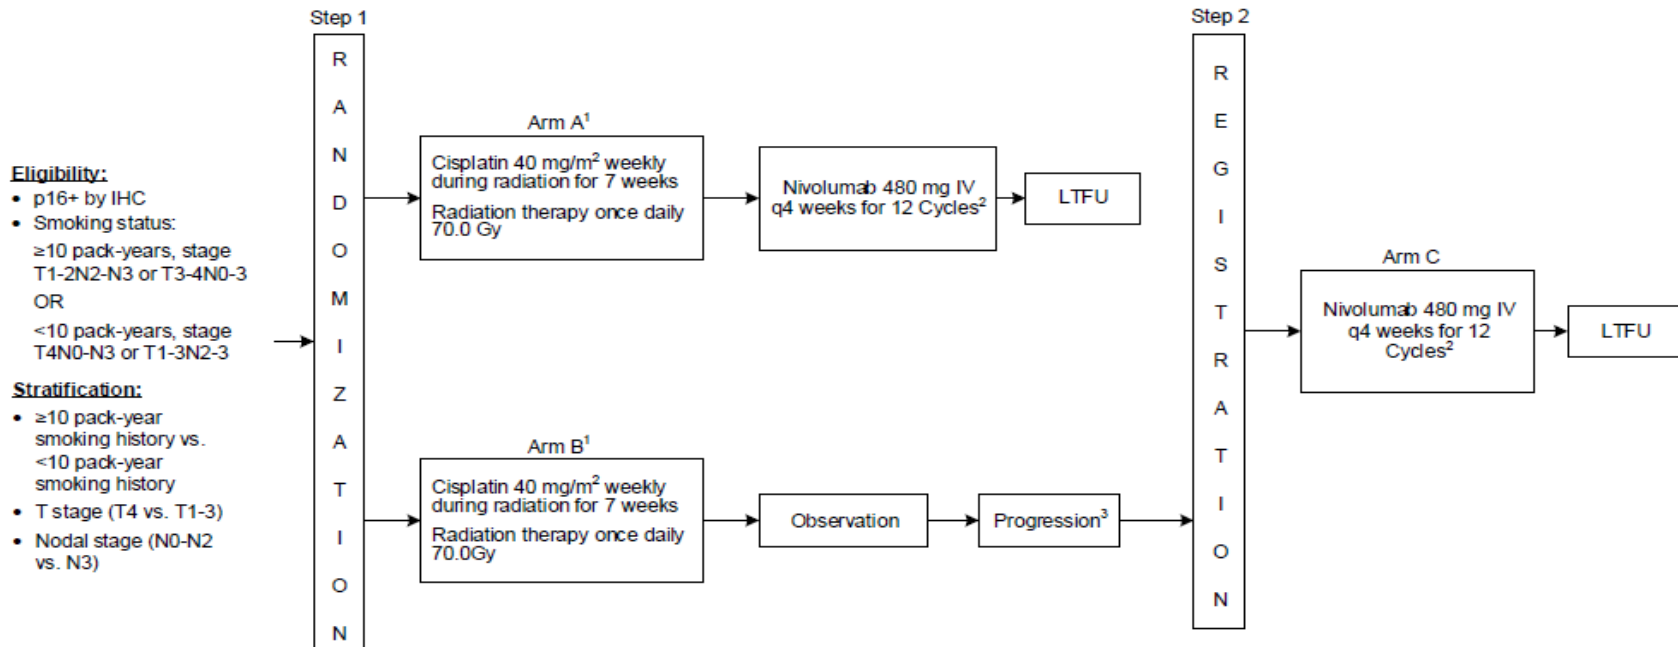 Step 1
Step 2
R
A
N
D
O
M
I
Z
A
T
I
O
N
Eligibility:
• p16+ by IHC
• Smoking status:
≥10 pack-years, stage
T1-2N2-N3 or T3-4N0-3
OR
<10 pack-years, stage
T4N0-N3 or T1-3N2-3
Stratification:
• ≥10 pack-year
smoking history vs.
<10 pack-year
smoking history
• T stage (T4 vs. T1-3)
• Nodal stage (N0-N2
vs. N3)
Arm A¹
Cisplatin 40 mg/m² weekly
during radiation for 7 weeks
Radiation therapy once daily
70.0 Gy
Nivolumab 480 mg IV
q4 weeks for 12 Cycles²
LTFU
Arm B¹
Cisplatin 40 mg/m² weekly
during radiation for 7 weeks
Radiation therapy once daily
70.0Gy
Observation
Progression³
R
E
G
I
S
T
R
A
T
I
O
N
Arm C
Nivolumab 480 mg IV
q4 weeks for 12
Cycles²
LTFU